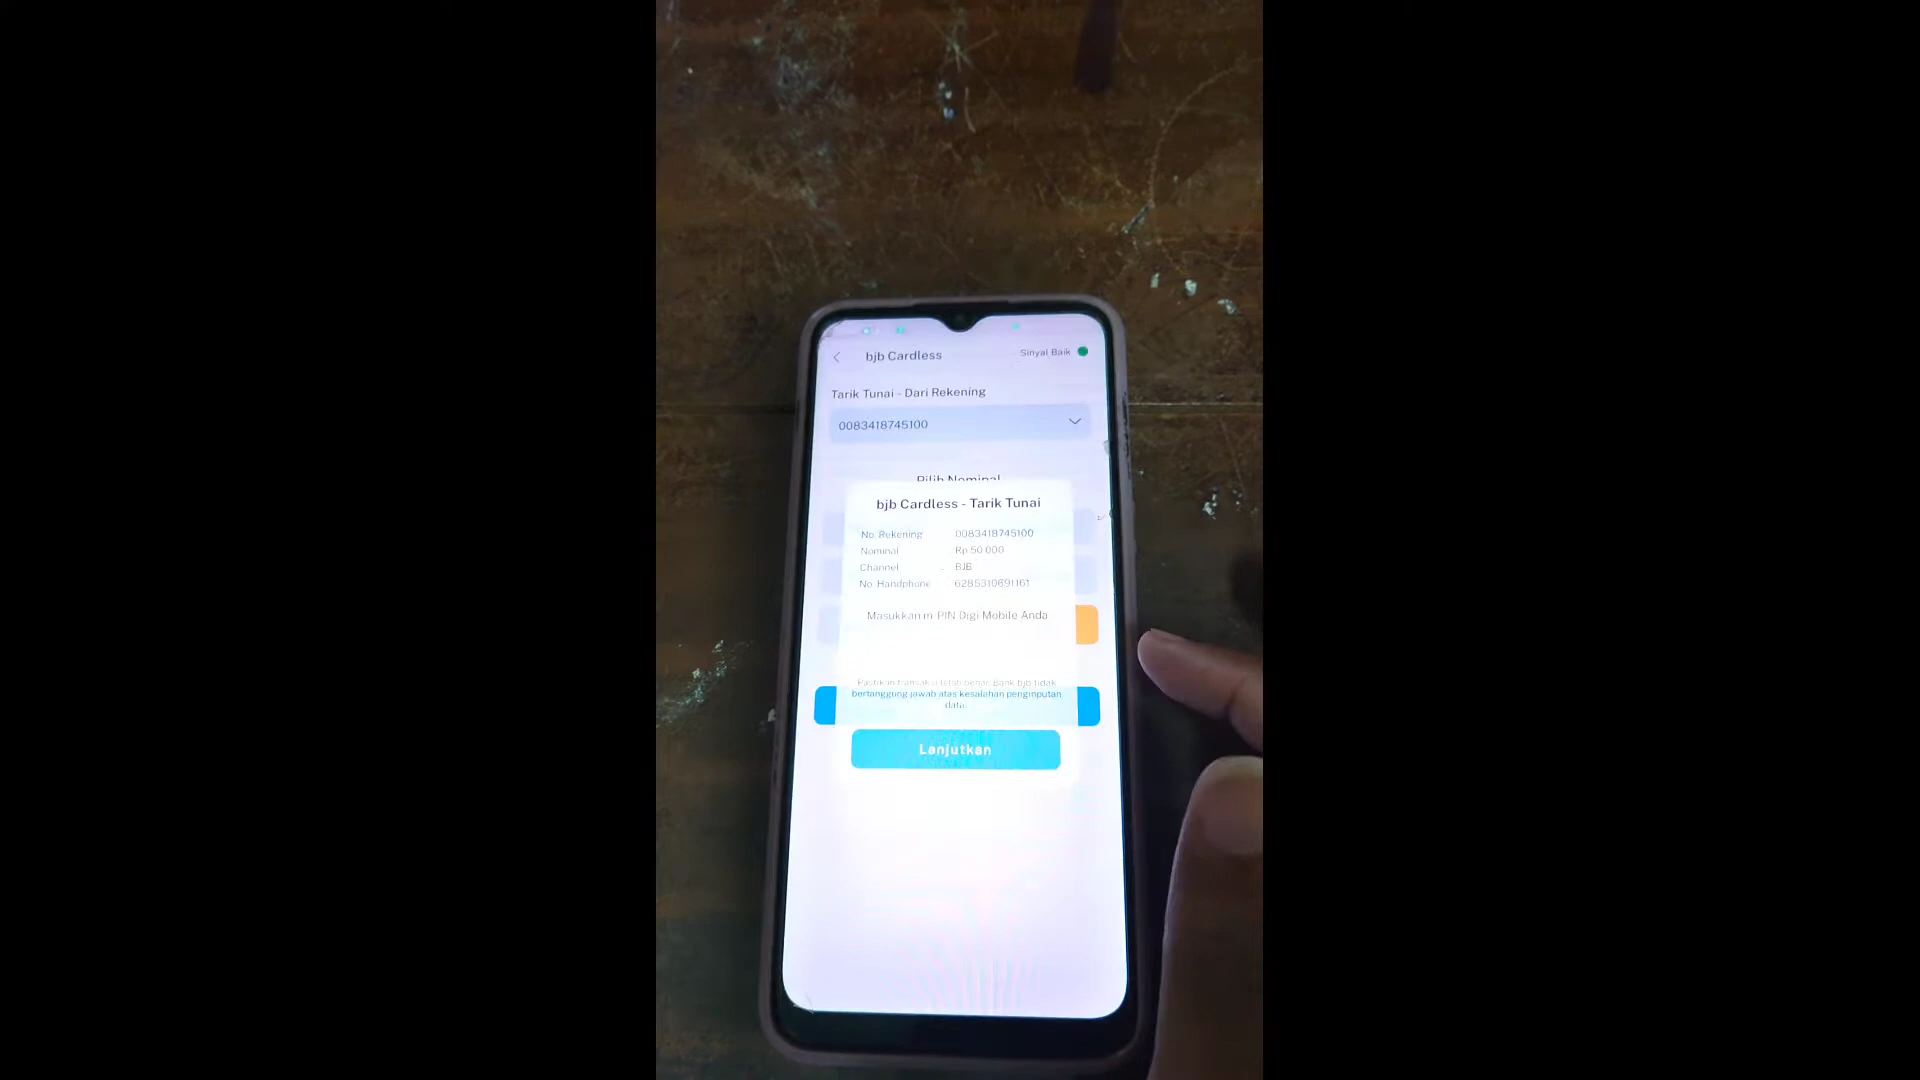 bjb Cardless
Sinyal Baik
Tarik Tunai - Dari Rekening
0083418745100
Pilih Nominal
bjb Cardless - Tarik Tunai
No. Rekening 0083418745100
Nominal Rp 50.000
Channel BJB
No. Handphone 6285310691161
Masukkan m-PIN Digi Mobile Anda
Pastikan transaksi telah benar. Bank bjb tidak
bertanggung jawab atas kesalahan penginputan
data.
Lanjutkan